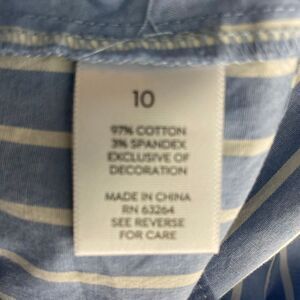 10
97% COTTON
3% SPANDEX
EXCLUSIVE OF
DECORATION
MADE IN CHINA
RN 63264
SEE REVERSE
FOR CARE